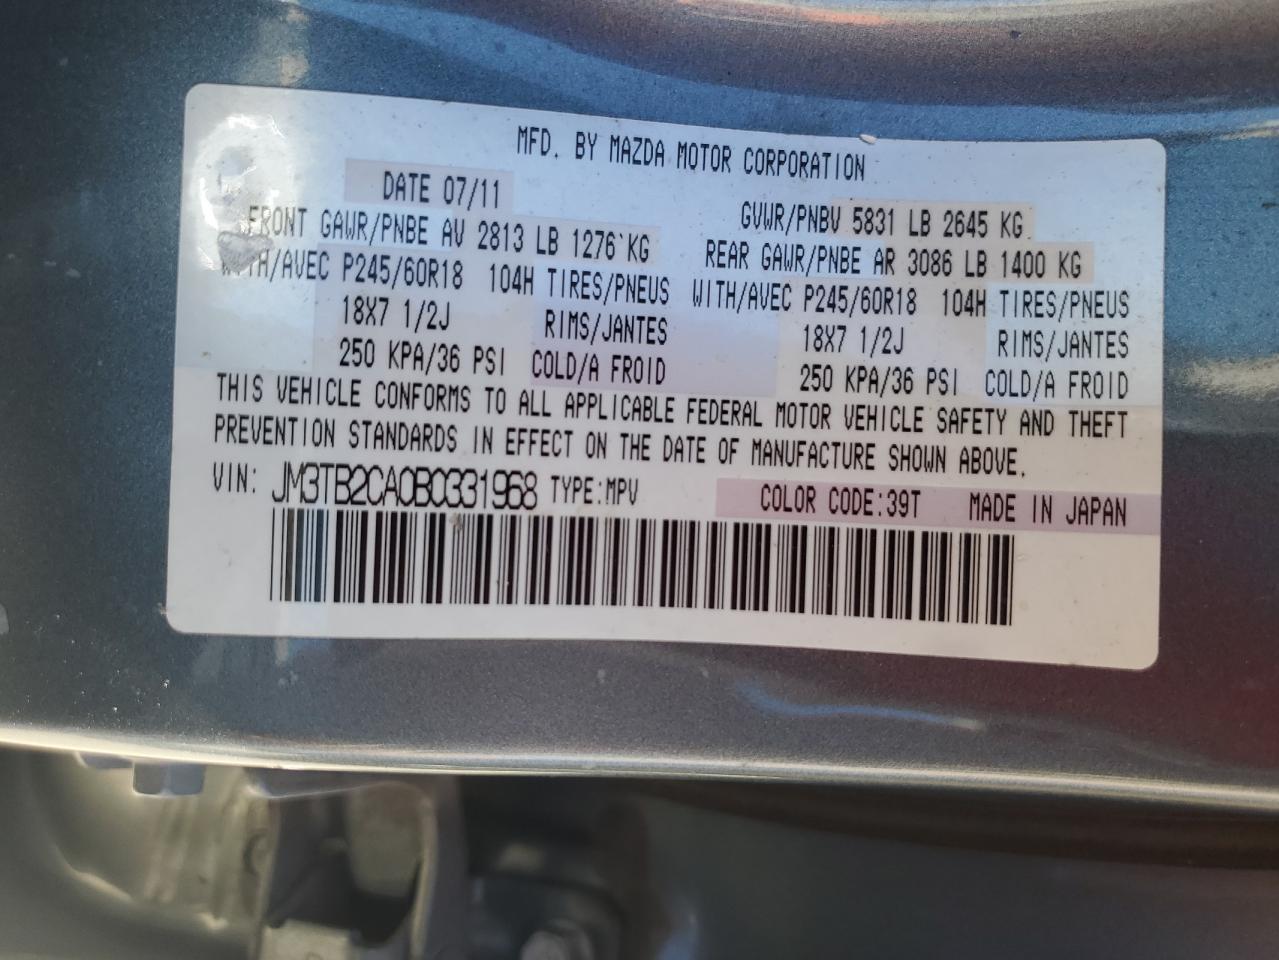 MFD. BY MAZDA MOTOR CORPORATION
DATE 07/11 GVWR/PNBV 5831 LB 2645 KG
FRONT GAWR/PNBE AV 2813 LB 1276 KG REAR GAWR/PNBE AR 3086 LB 1400 KG
WITH/AVEC P245/60R18 104H TIRES/PNEUS WITH/AVEC P245/60R18 104H TIRES/PNEUS
18X7 1/2J RIMS/JANTES 18X7 1/2J RIMS/JANTES
250 KPA/36 PSI COLD/A FROID 250 KPA/36 PSI COLD/A FROID
THIS VEHICLE CONFORMS TO ALL APPLICABLE FEDERAL MOTOR VEHICLE SAFETY AND THEFT
PREVENTION STANDARDS IN EFFECT ON THE DATE OF MANUFACTURE SHOWN ABOVE.
VIN: JM3TB2CA0B0331968 TYPE:MPV COLOR CODE:39T MADE IN JAPAN